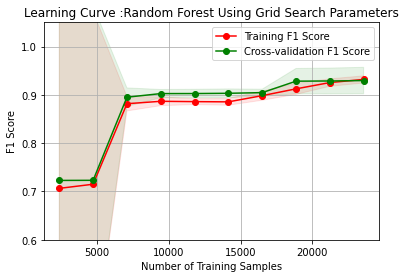 Learning Curve :Random Forest Using Grid Search Parameters
Training F1 Score
Cross-validation F1 Score
F1 Score
1.0
0.9
0.8
0.7
0.6
5000 10000 15000 20000
Number of Training Samples